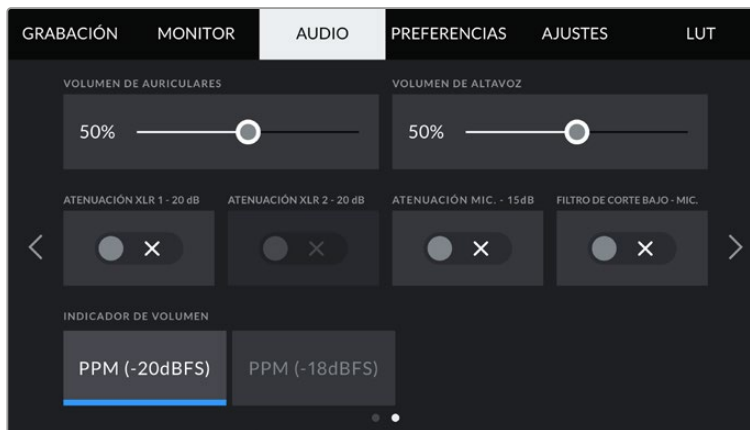 GRABACIÓN MONITOR AUDIO PREFERENCIAS AJUSTES LUT
VOLUMEN DE AURICULARES VOLUMEN DE ALTAVOZ
50% 50%
ATENUACIÓN XLR 1 - 20 dB ATENUACIÓN XLR 2 - 20 dB ATENUACIÓN MIC. - 15dB FILTRO DE CORTE BAJO - MIC.
INDICADOR DE VOLUMEN
PPM (-20dBFS) PPM (-18dBFS)